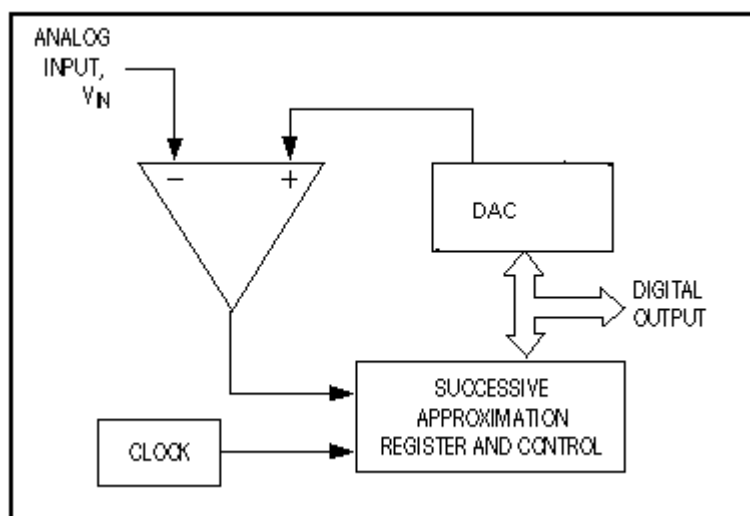 ANALOG
INPUT,
VIN
−
+
DAC
DIGITAL
OUTPUT
SUCCESSIVE
APPROXIMATION
REGISTER AND CONTROL
CLOCK